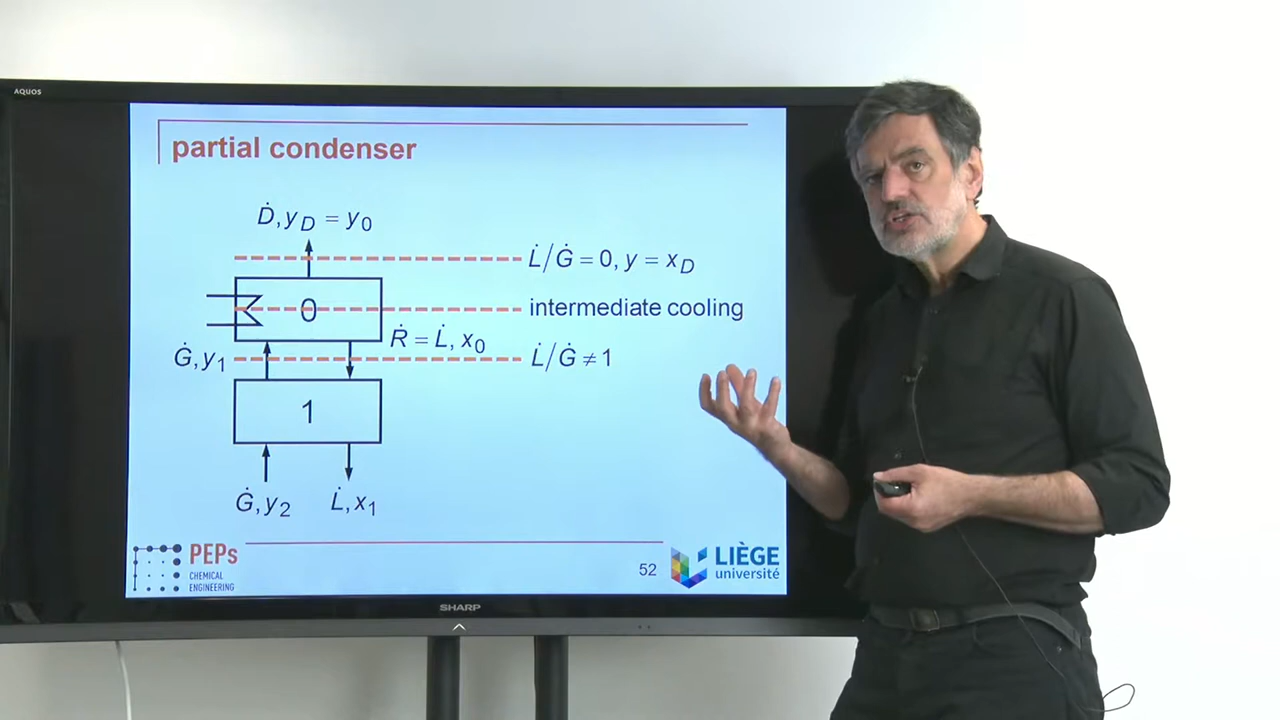 AQUOS
partial condenser
Ḋ, y_D = y_0
L̇/Ġ = 0, y = x_D
0
intermediate cooling
Ṙ = L̇, x_0
Ġ, y_1
L̇/Ġ ≠ 1
1
Ġ, y_2
L̇, x_1
PEPs
CHEMICAL
ENGINEERING
52
LIÈGE
université
SHARP